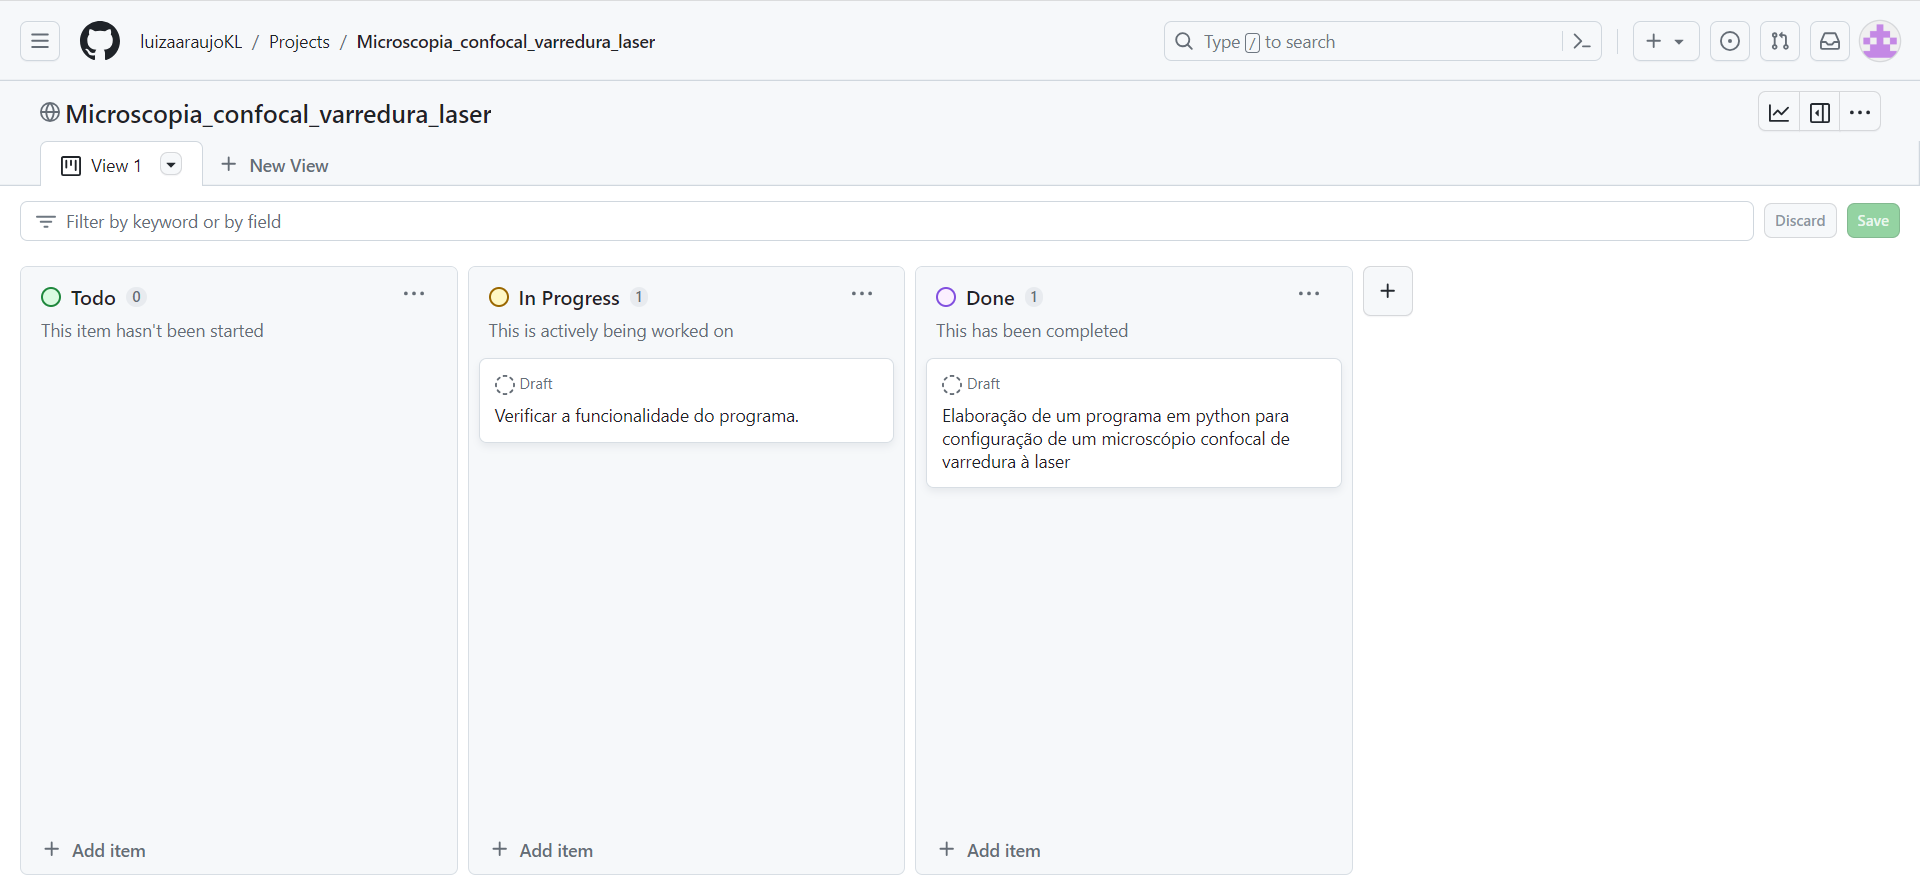 luizaaraujoKL / Projects / Microscopia_confocal_varredura_laser
Type / to search
Microscopia_confocal_varredura_laser
View 1
New View
Filter by keyword or by field
Discard
Save
Todo 0
This item hasn't been started
Add item
In Progress 1
This is actively being worked on
Draft
Verificar a funcionalidade do programa.
Add item
Done 1
This has been completed
Draft
Elaboração de um programa em python para
configuração de um microscópio confocal de
varredura à laser
Add item